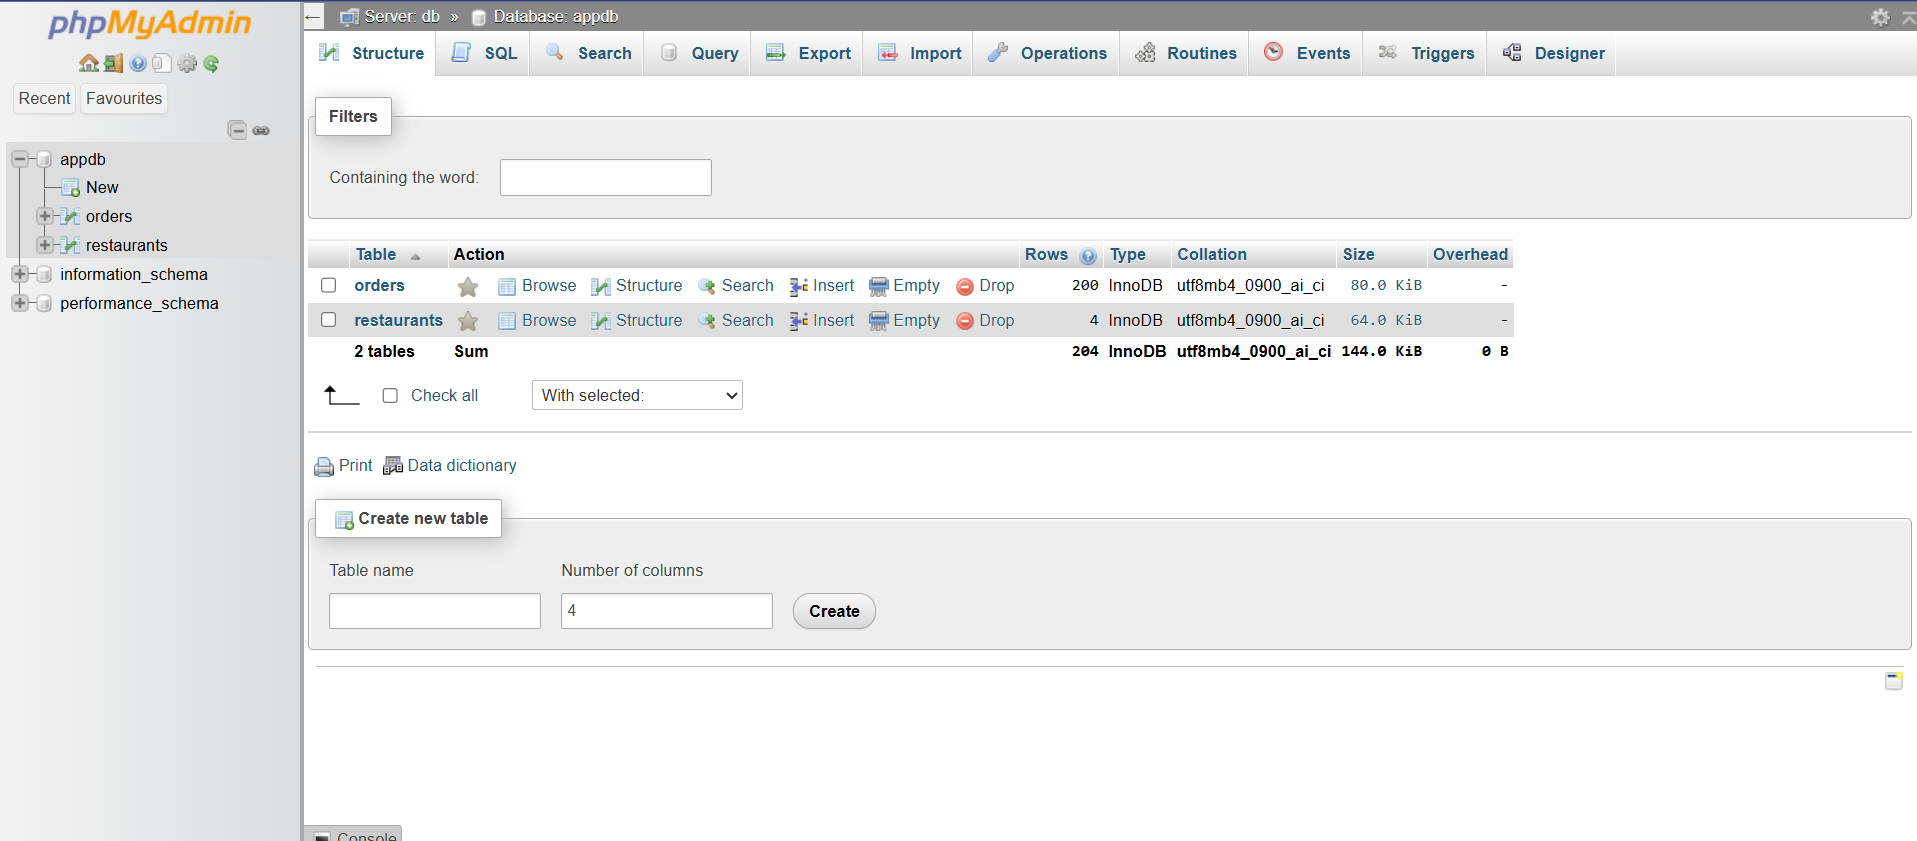 phpMyAdmin
Recent Favourites
appdb
New
orders
restaurants
information_schema
performance_schema
Server: db » Database: appdb
Structure SQL Search Query Export Import Operations Routines Events Triggers Designer
Filters
Containing the word:
Table Action Rows Type Collation Size Overhead
orders Browse Structure Search Insert Empty Drop 200 InnoDB utf8mb4_0900_ai_ci 80.0 KiB -
restaurants Browse Structure Search Insert Empty Drop 4 InnoDB utf8mb4_0900_ai_ci 64.0 KiB -
2 tables Sum 204 InnoDB utf8mb4_0900_ai_ci 144.0 KiB 0 B
Check all With selected:
Print Data dictionary
Create new table
Table name Number of columns
4 Create
Console